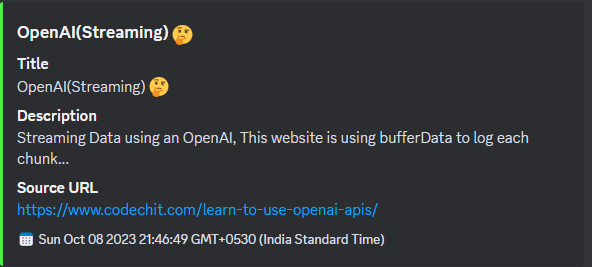 OpenAI(Streaming) 🤔
Title
OpenAI(Streaming) 🤔
Description
Streaming Data using an OpenAI, This website is using bufferData to log each
chunk...
Source URL
https://www.codechit.com/learn-to-use-openai-apis/
📅 Sun Oct 08 2023 21:46:49 GMT+0530 (India Standard Time)